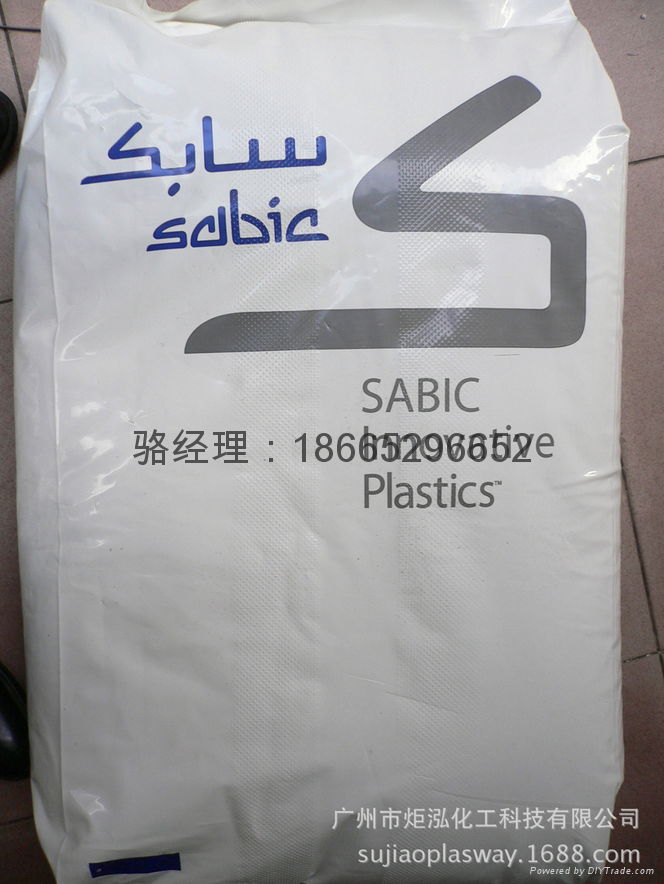 سابك
sabic
SABIC
Innovative
Plastics™
骆经理：18665296652
广州市炬泓化工科技有限公司
sujiaoplasway.1688.com
Powered by DIYTrade.com